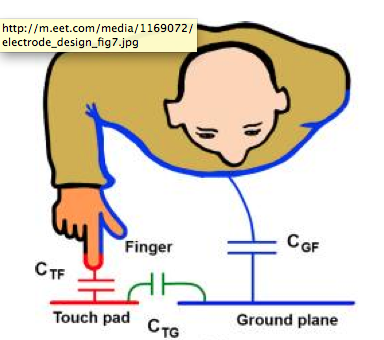 http://m.eet.com/media/1169072/
electrode_design_fig7.jpg
Finger
CTF
CGF
Touch pad
CTG
Ground plane